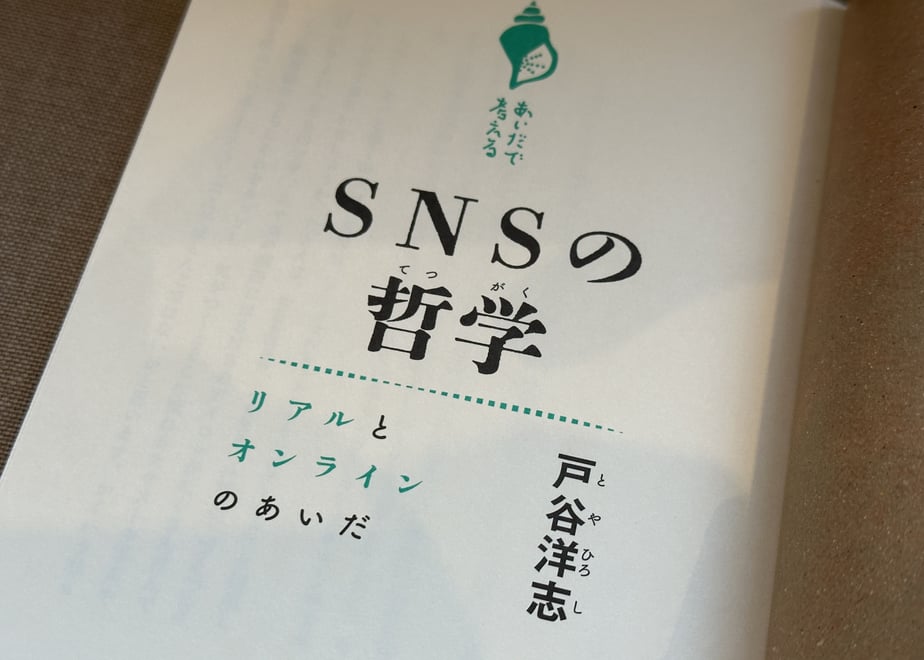 あいだで
考える
SNSの
てつ がく
哲学
リアルと
オンライン
のあいだ
戸谷洋志
とや ひろし